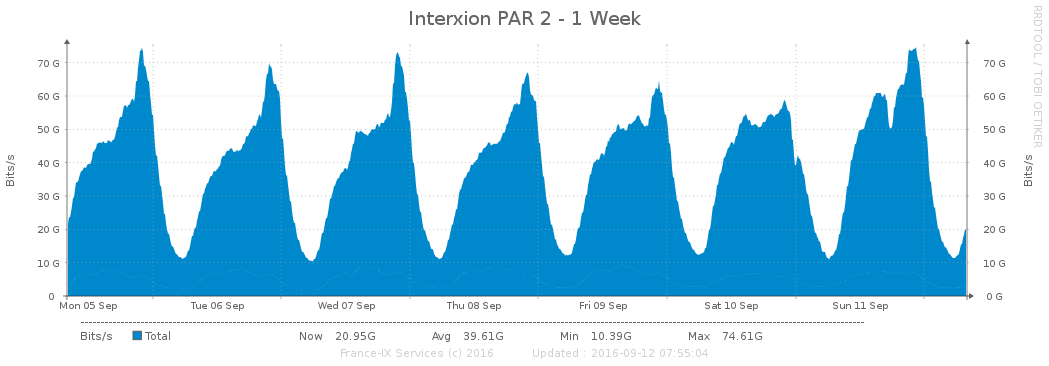 Interxion PAR 2 - 1 Week
RRDTOOL / TOBI OETIKER
Bits/s
Bits/s
70 G 70 G
60 G 60 G
50 G 50 G
40 G 40 G
30 G 30 G
20 G 20 G
10 G 10 G
0 0 G
Mon 05 Sep Tue 06 Sep Wed 07 Sep Thu 08 Sep Fri 09 Sep Sat 10 Sep Sun 11 Sep
Bits/s Total Now 20.95G Avg 39.61G Min 10.39G Max 74.61G
France-IX Services (c) 2016 Updated : 2016-09-12 07:55:04